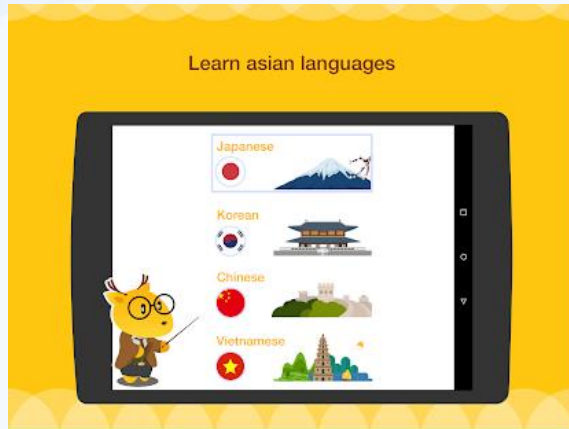 Learn asian languages
Japanese
Korean
Chinese
Vietnamese